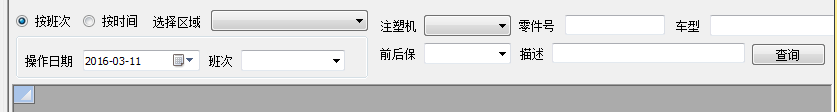 按班次 按时间 选择区域 注塑机 零件号 车型
操作日期 2016-03-11 班次 前后保 描述 查询